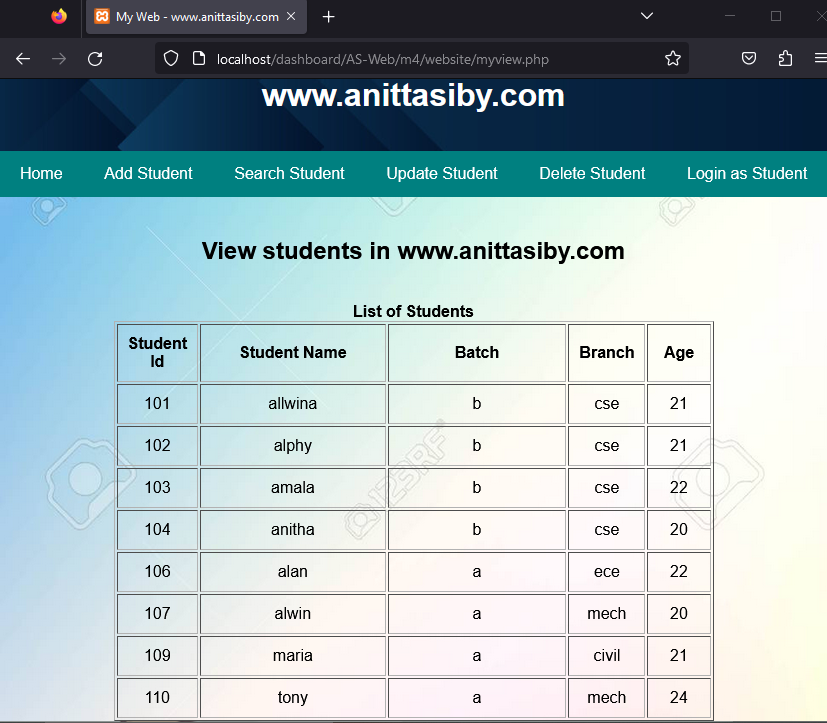 My Web - www.anittasiby.com
localhost/dashboard/AS-Web/m4/website/myview.php
www.anittasiby.com
Home Add Student Search Student Update Student Delete Student Login as Student
View students in www.anittasiby.com
List of Students
Student Id Student Name Batch Branch Age
101 allwina b cse 21
102 alphy b cse 21
103 amala b cse 22
104 anitha b cse 20
106 alan a ece 22
107 alwin a mech 20
109 maria a civil 21
110 tony a mech 24
123RF